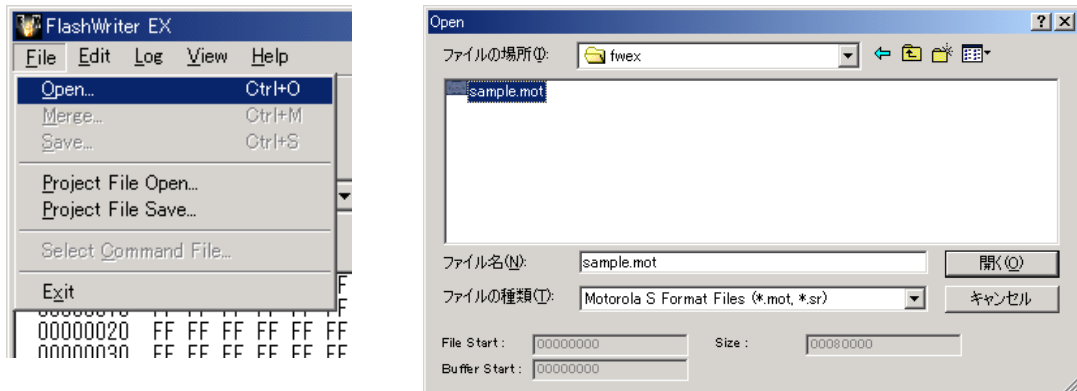 FlashWriter EX
File Edit Log View Help
Open... Ctrl+O
Merge... Ctrl+M
Save... Ctrl+S
Project File Open...
Project File Save...
Select Command File...
Exit
00000020 FF FF FF FF FF FF
00000030 FF FF FF FF FF FF
Open
ファイルの場所(I): fwex
sample.mot
ファイル名(N): sample.mot 開く(O)
ファイルの種類(T): Motorola S Format Files (*.mot, *.sr) キャンセル
File Start : 00000000 Size : 00080000
Buffer Start : 00000000